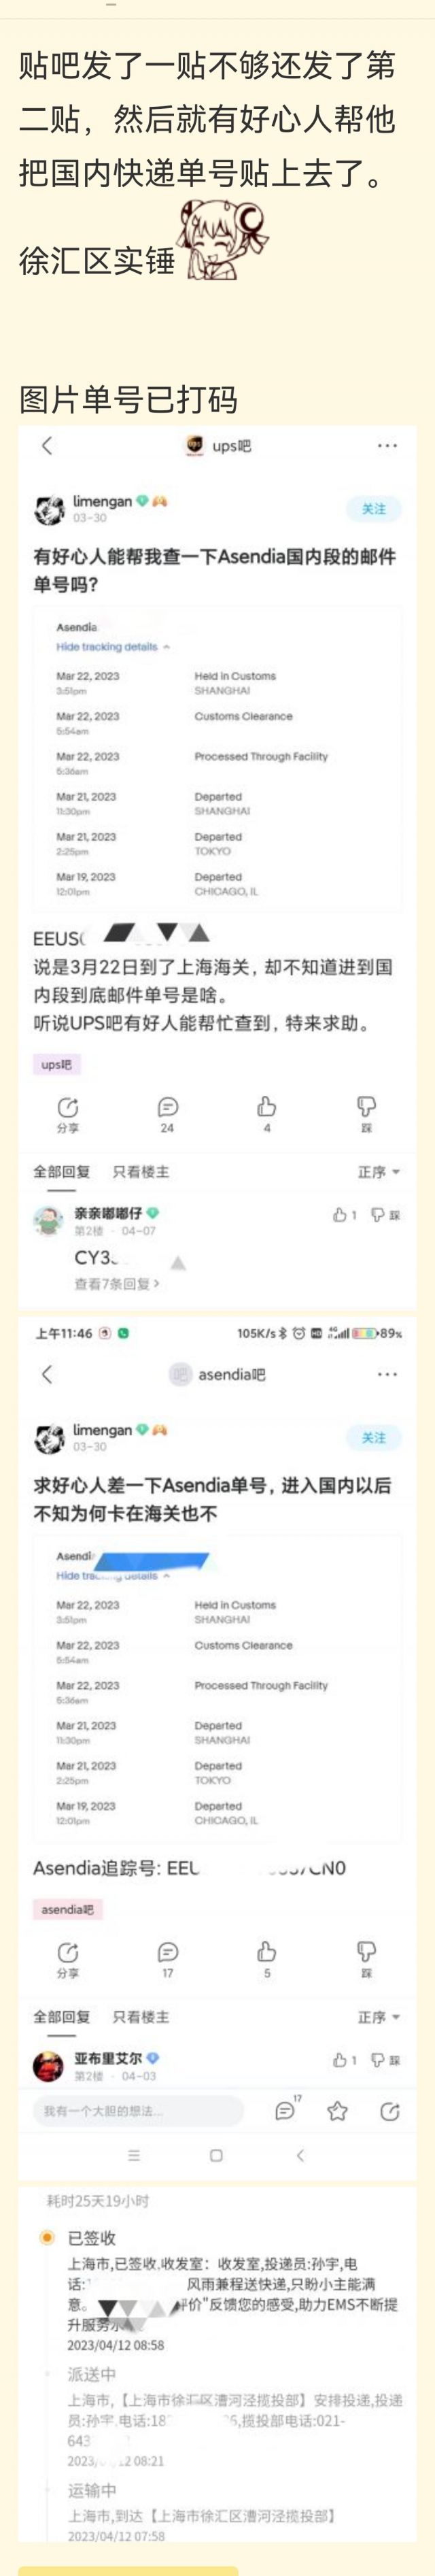 贴吧发了一贴不够还发了第
二贴，然后就有好心人帮他
把国内快递单号贴上去了。
徐汇区实锤
图片单号已打码
ups吧
limengan
03-30
关注
有好心人能帮我查一下Asendia国内段的邮件
单号吗?
Asendia
Hide tracking details
Mar 22, 2023 Held in Customs
3:51pm SHANGHAI
Mar 22, 2023 Customs Clearance
5:54am
Mar 22, 2023 Processed Through Facility
5:36am
Mar 21, 2023 Departed
11:30pm SHANGHAI
Mar 21, 2023 Departed
2:25pm TOKYO
Mar 19, 2023 Departed
12:01pm CHICAGO, IL
EEUS
说是3月22日到了上海海关，却不知道进到国
内段到底邮件单号是啥。
听说UPS吧有好心人能帮忙查到，特来求助。
ups吧
分享 24 4 踩
全部回复 只看楼主 正序
亲亲嘟嘟仔 1 踩
第2楼 · 04-07
CY3
查看7条回复
上午11:46 105K/s HD 4G 89%
asendia吧
limengan
03-30
关注
求好心人差一下Asendia单号，进入国内以后
不知为何卡在海关也不
Asendi
Hide tracking details
Mar 22, 2023 Held in Customs
3:51pm SHANGHAI
Mar 22, 2023 Customs Clearance
5:54am
Mar 22, 2023 Processed Through Facility
5:36am
Mar 21, 2023 Departed
11:30pm SHANGHAI
Mar 21, 2023 Departed
2:25pm TOKYO
Mar 19, 2023 Departed
12:01pm CHICAGO, IL
Asendia追踪号: EEU CN0
asendia吧
分享 17 5 踩
全部回复 只看楼主 正序
亚布里艾尔 1 踩
第2楼 · 04-03
我有一个大胆的想法... 17
耗时25天19小时
已签收
上海市,已签收,收发室：收发室,投递员:孙宇,电
话: 风雨兼程送快递,只盼小主能满
意。 评价"反馈您的感受,助力EMS不断提
升服务
2023/04/12 08:58
派送中
上海市,【上海市徐汇区漕河泾揽投部】安排投递,投递
员:孙宇,电话:18 6,揽投部电话:021-
643
2023/ 12 08:21
运输中
上海市,到达【上海市徐汇区漕河泾揽投部】
2023/04/12 07:58